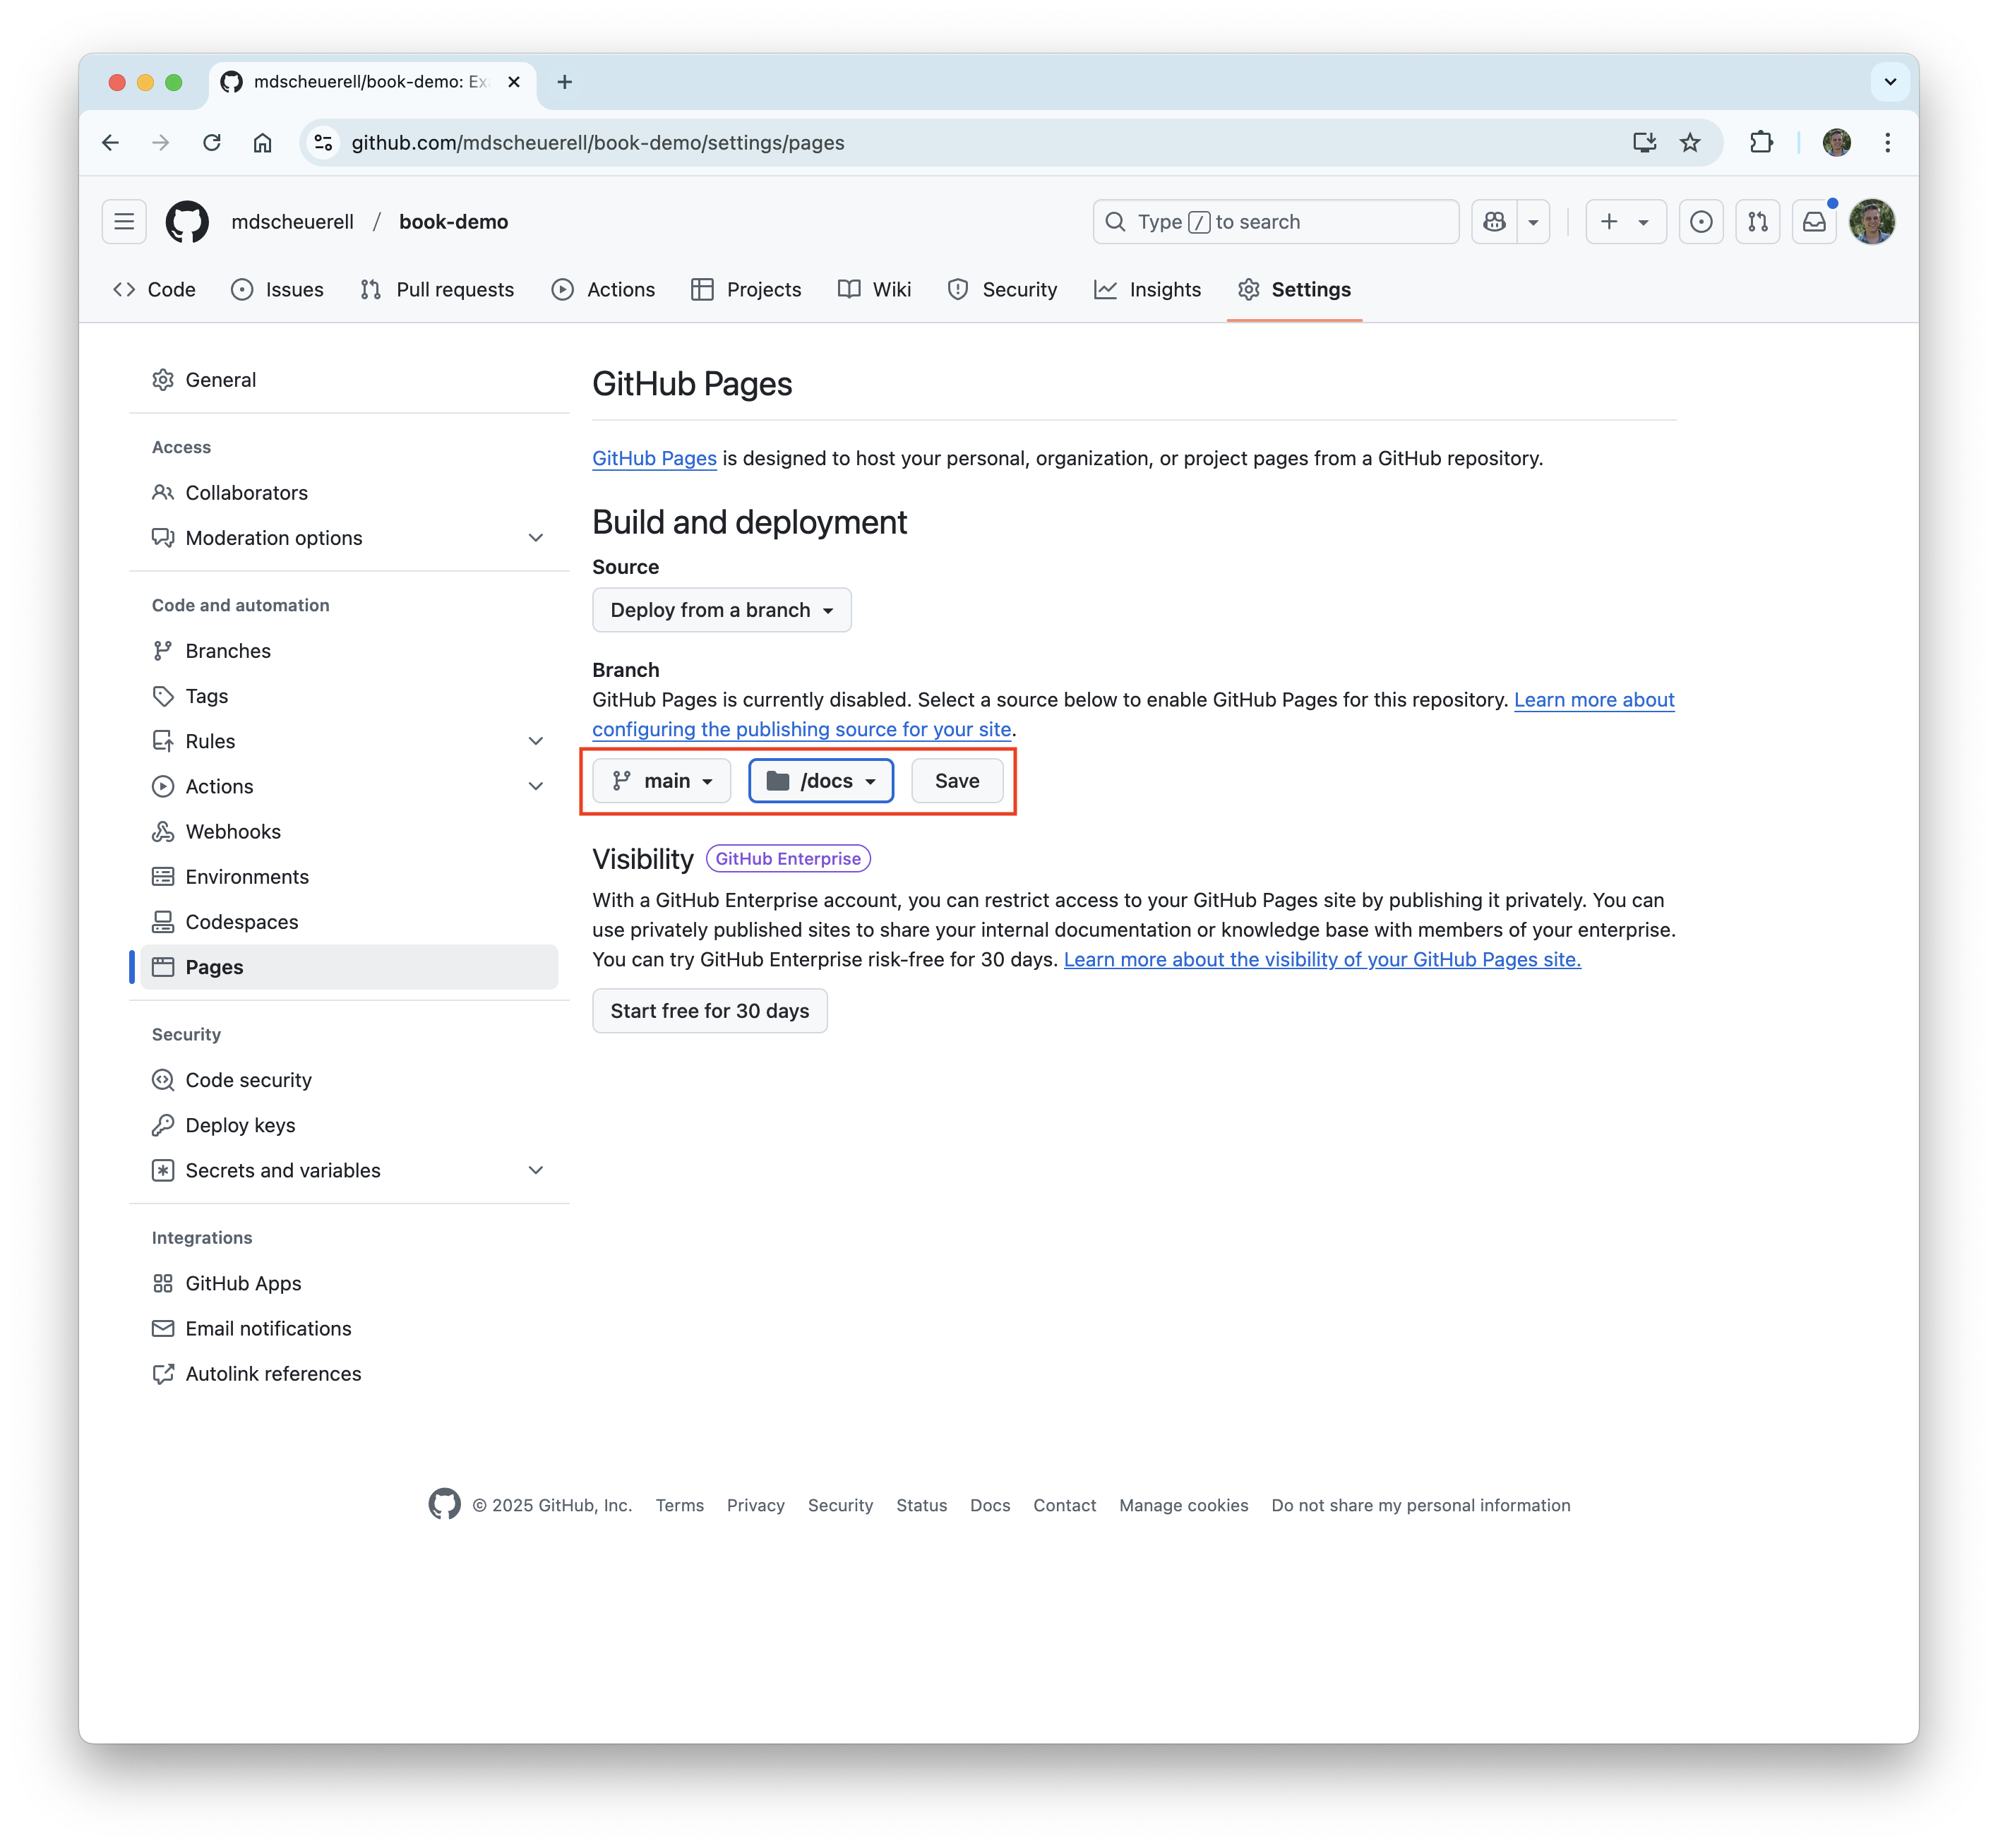 mdscheuerell/book-demo: Ex
github.com/mdscheuerell/book-demo/settings/pages
mdscheuerell / book-demo
Type / to search
Code Issues Pull requests Actions Projects Wiki Security Insights Settings
General
Access
Collaborators
Moderation options
Code and automation
Branches
Tags
Rules
Actions
Webhooks
Environments
Codespaces
Pages
Security
Code security
Deploy keys
Secrets and variables
Integrations
GitHub Apps
Email notifications
Autolink references
GitHub Pages
GitHub Pages is designed to host your personal, organization, or project pages from a GitHub repository.
Build and deployment
Source
Deploy from a branch
Branch
GitHub Pages is currently disabled. Select a source below to enable GitHub Pages for this repository. Learn more about
configuring the publishing source for your site.
main /docs Save
Visibility GitHub Enterprise
With a GitHub Enterprise account, you can restrict access to your GitHub Pages site by publishing it privately. You can
use privately published sites to share your internal documentation or knowledge base with members of your enterprise.
You can try GitHub Enterprise risk-free for 30 days. Learn more about the visibility of your GitHub Pages site.
Start free for 30 days
© 2025 GitHub, Inc. Terms Privacy Security Status Docs Contact Manage cookies Do not share my personal information